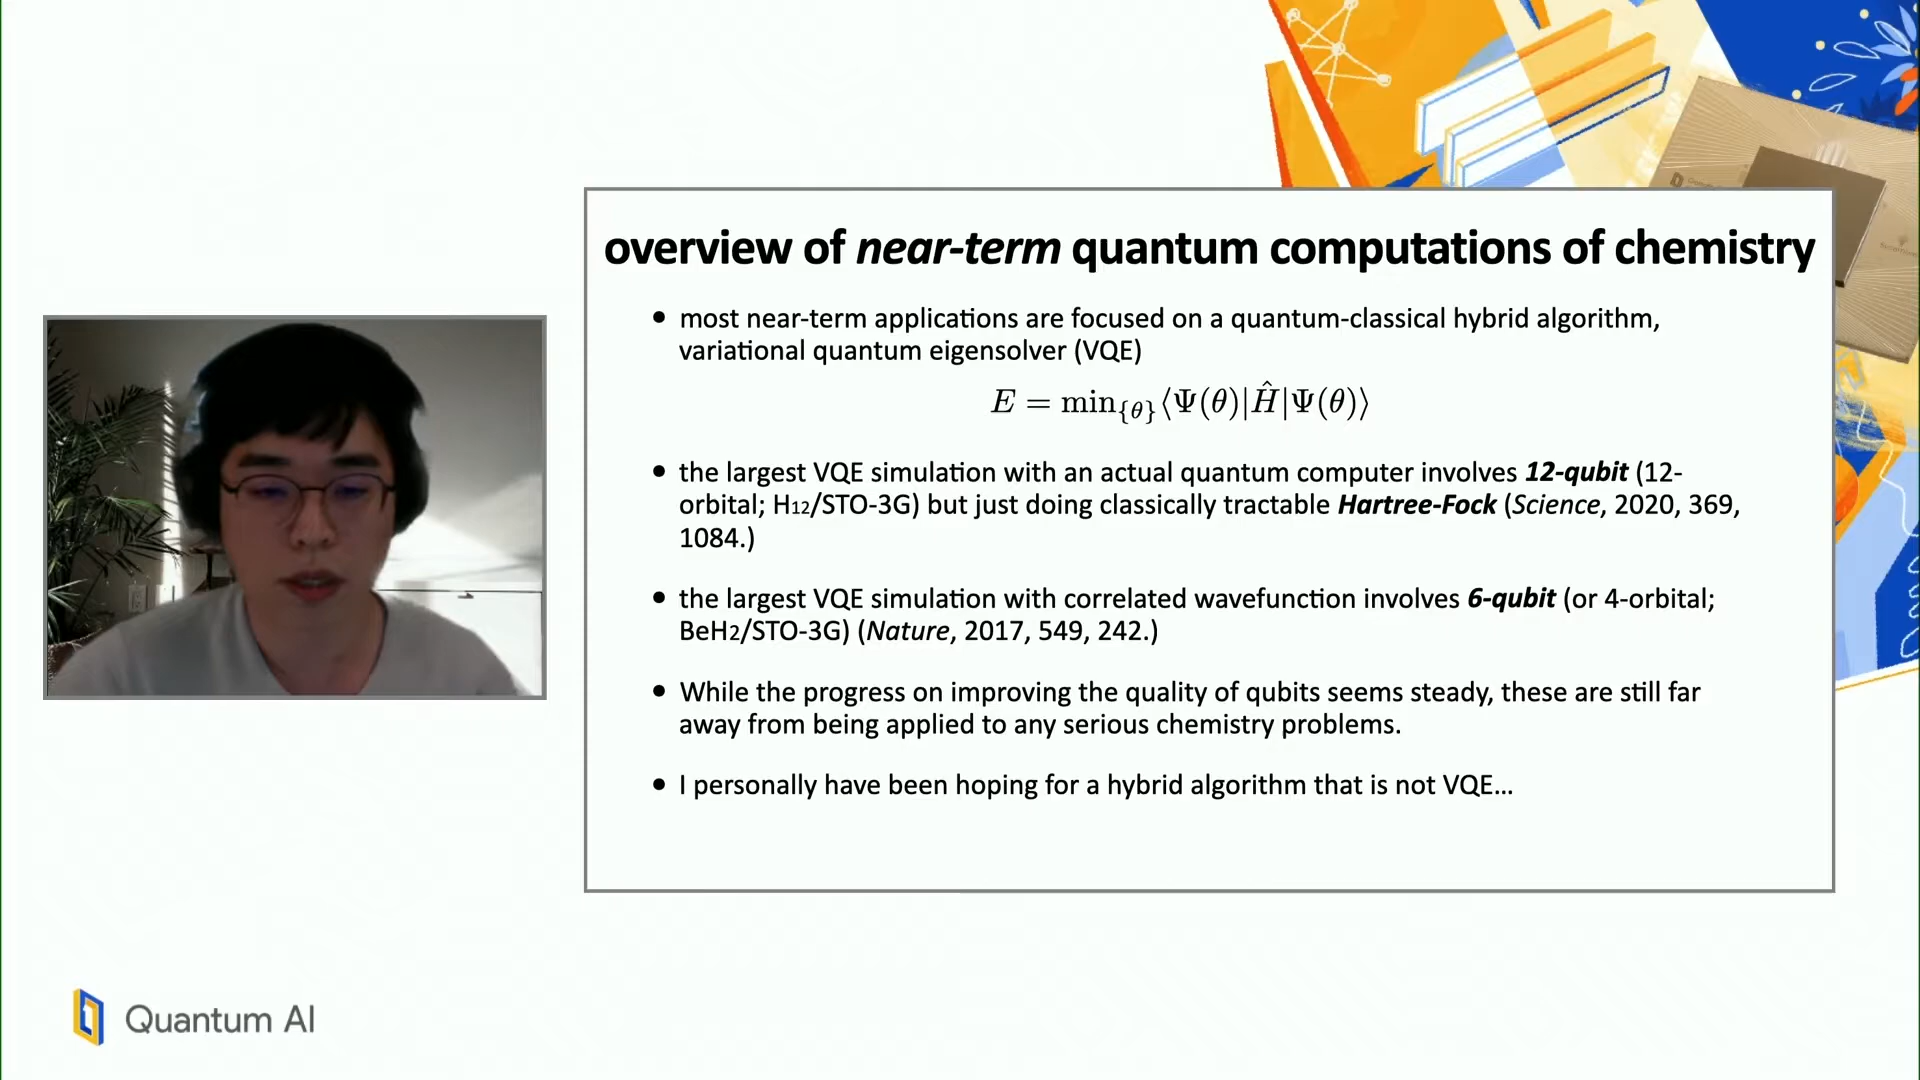 overview of near-term quantum computations of chemistry
• most near-term applications are focused on a quantum-classical hybrid algorithm,
variational quantum eigensolver (VQE)
E = min_{θ}⟨Ψ(θ)|Ĥ|Ψ(θ)⟩
• the largest VQE simulation with an actual quantum computer involves 12-qubit (12-
orbital; H12/STO-3G) but just doing classically tractable Hartree-Fock (Science, 2020, 369,
1084.)
• the largest VQE simulation with correlated wavefunction involves 6-qubit (or 4-orbital;
BeH2/STO-3G) (Nature, 2017, 549, 242.)
• While the progress on improving the quality of qubits seems steady, these are still far
away from being applied to any serious chemistry problems.
• I personally have been hoping for a hybrid algorithm that is not VQE...
Quantum AI